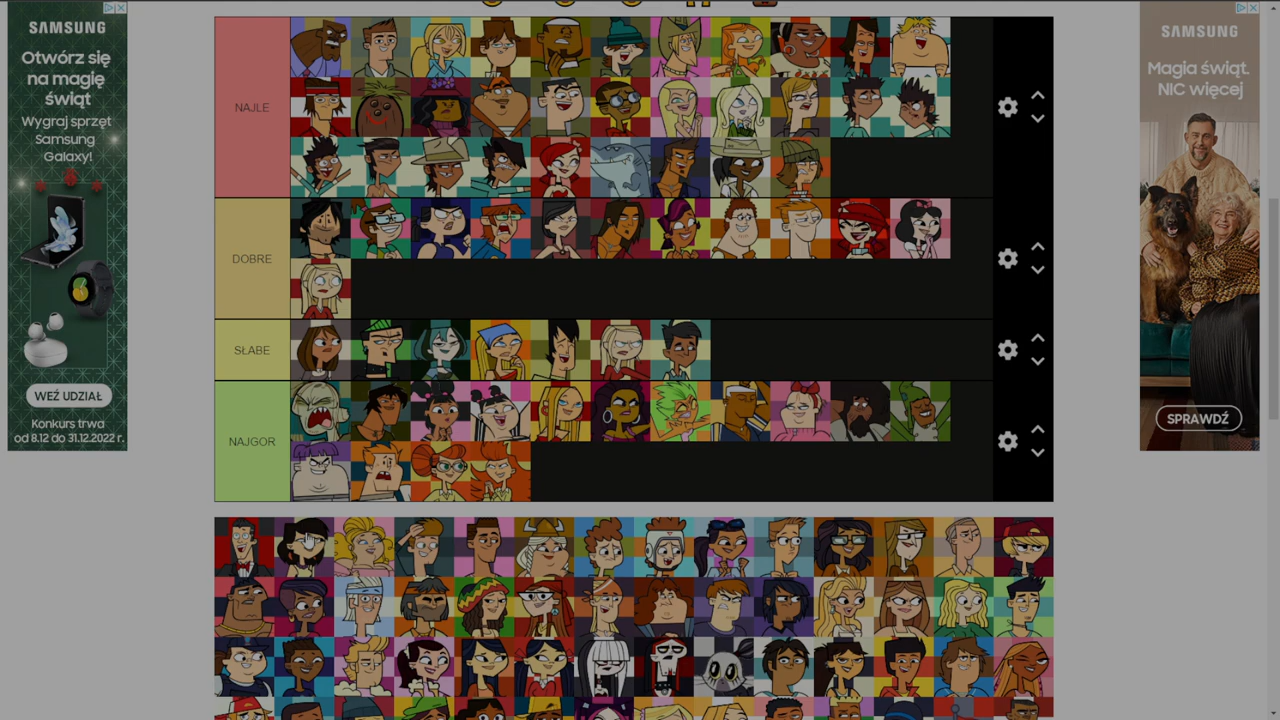 SAMSUNG
Otwórz się
na magię
świąt
Wygraj sprzęt
Samsung
Galaxy!
WEŹ UDZIAŁ
Konkurs trwa
od 8.12 do 31.12.2022 r.
NAJLE
DOBRE
SŁABE
NAJGOR
SAMSUNG
Magia świąt.
NIC więcej
SPRAWDŹ